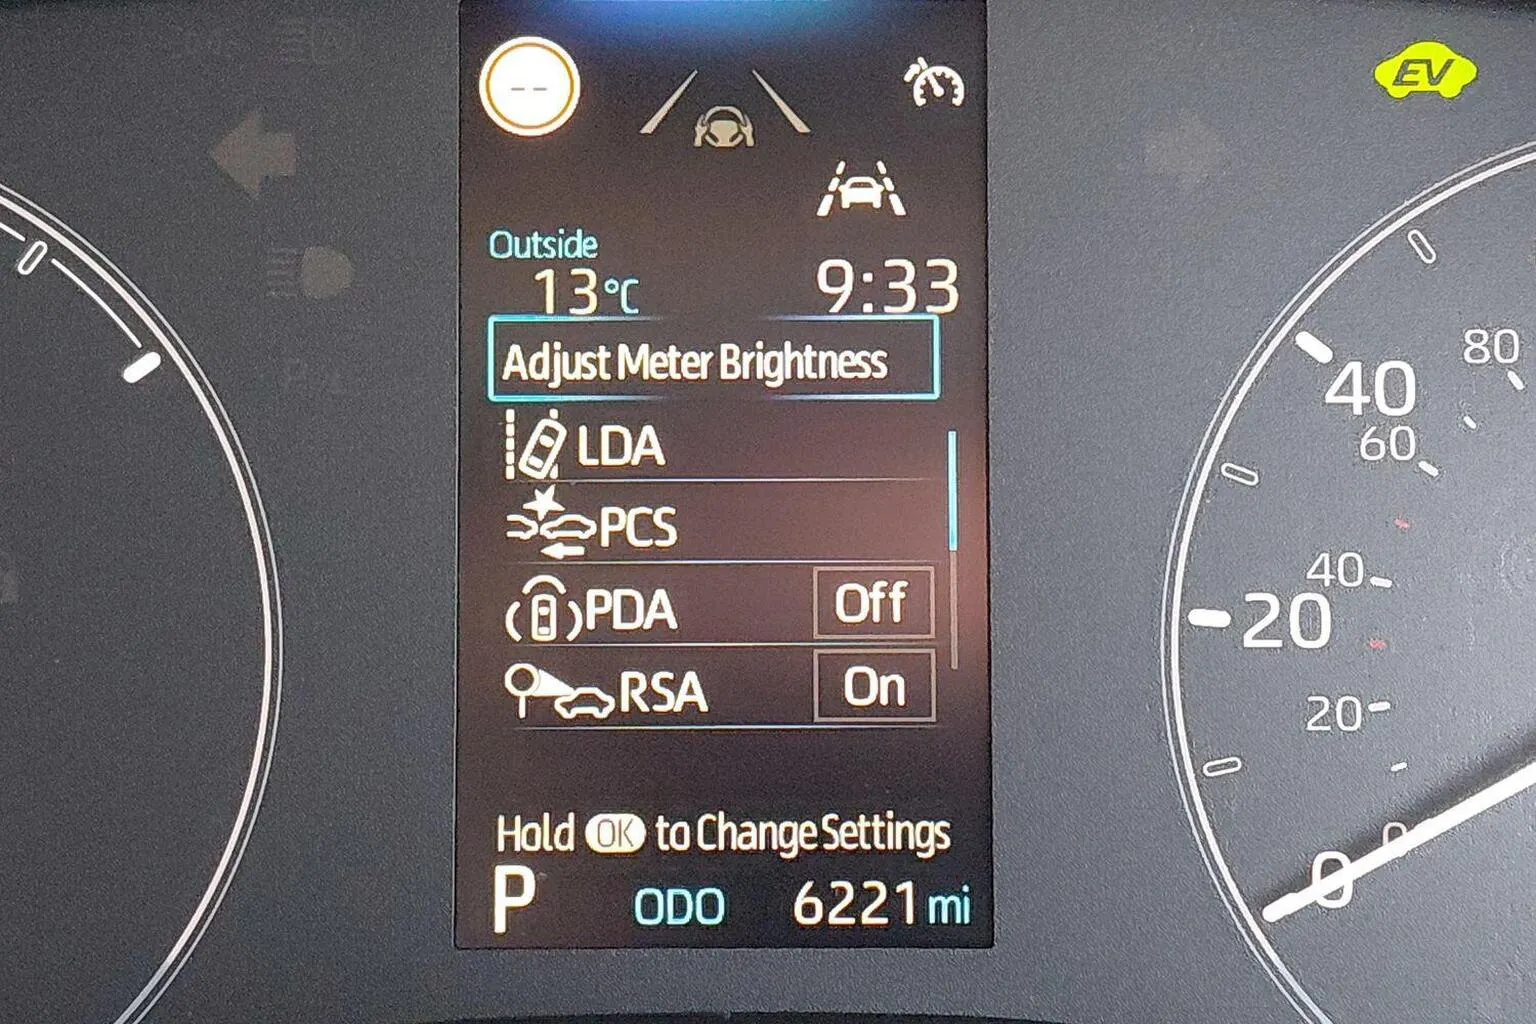 --
EV
Outside
13°C 9:33
Adjust Meter Brightness
LDA
PCS
PDA Off
RSA On
Hold OK to Change Settings
P ODO 6221 mi
80
40
60
40
20
20
0
0